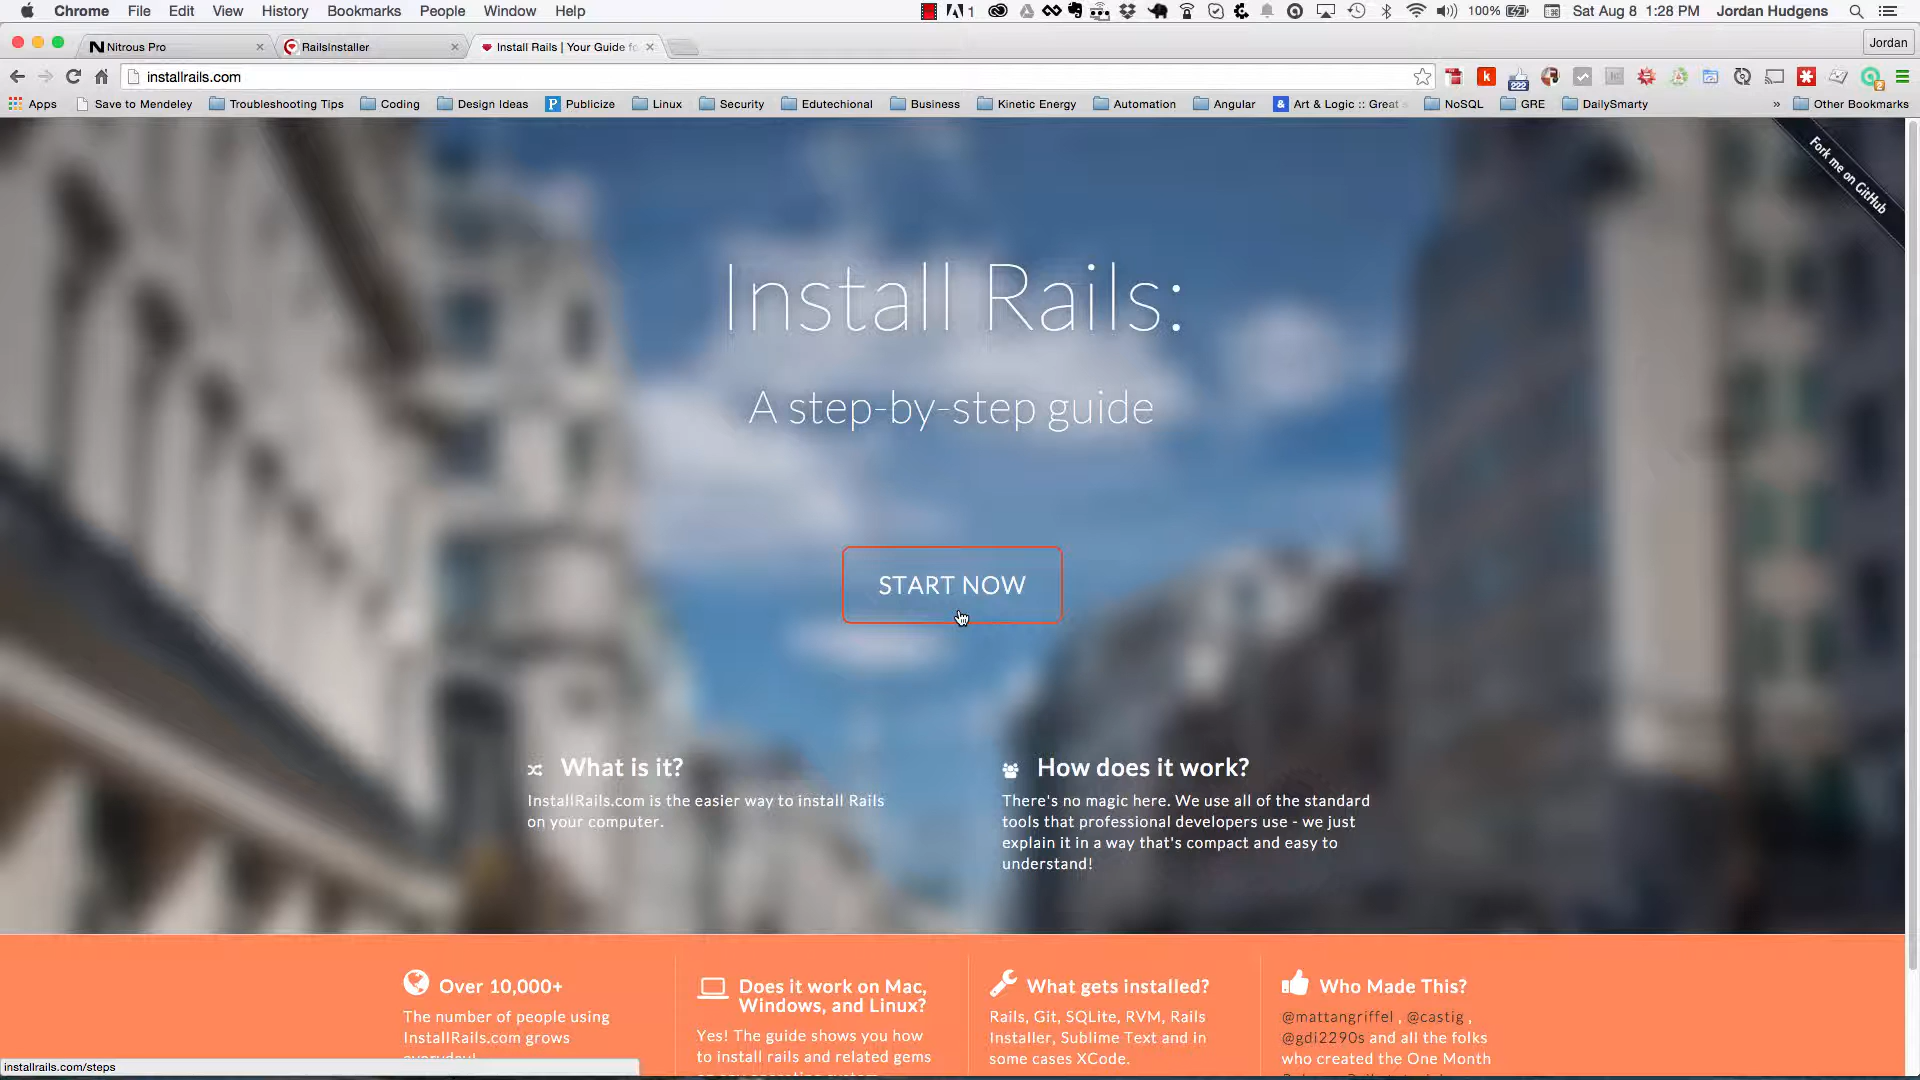 Chrome File Edit View History Bookmarks People Window Help 1 100% Sat Aug 8 1:28 PM Jordan Hudgens
Nitrous Pro RailsInstaller Install Rails | Your Guide fo Jordan
installrails.com 222 2
Apps Save to Mendeley Troubleshooting Tips Coding Design Ideas Publicize Linux Security Edutechional Business Kinetic Energy Automation Angular Art & Logic :: Great s NoSQL GRE DailySmarty » Other Bookmarks
Fork me on GitHub
Install Rails:
A step-by-step guide
START NOW
What is it?
InstallRails.com is the easier way to install Rails
on your computer.
How does it work?
There's no magic here. We use all of the standard
tools that professional developers use - we just
explain it in a way that's compact and easy to
understand!
Over 10,000+
The number of people using
InstallRails.com grows
everyday!
Does it work on Mac,
Windows, and Linux?
Yes! The guide shows you how
to install rails and related gems
What gets installed?
Rails, Git, SQLite, RVM, Rails
Installer, Sublime Text and in
some cases XCode.
Who Made This?
@mattangriffel , @castig ,
@gdi2290s and all the folks
who created the One Month
installrails.com/steps